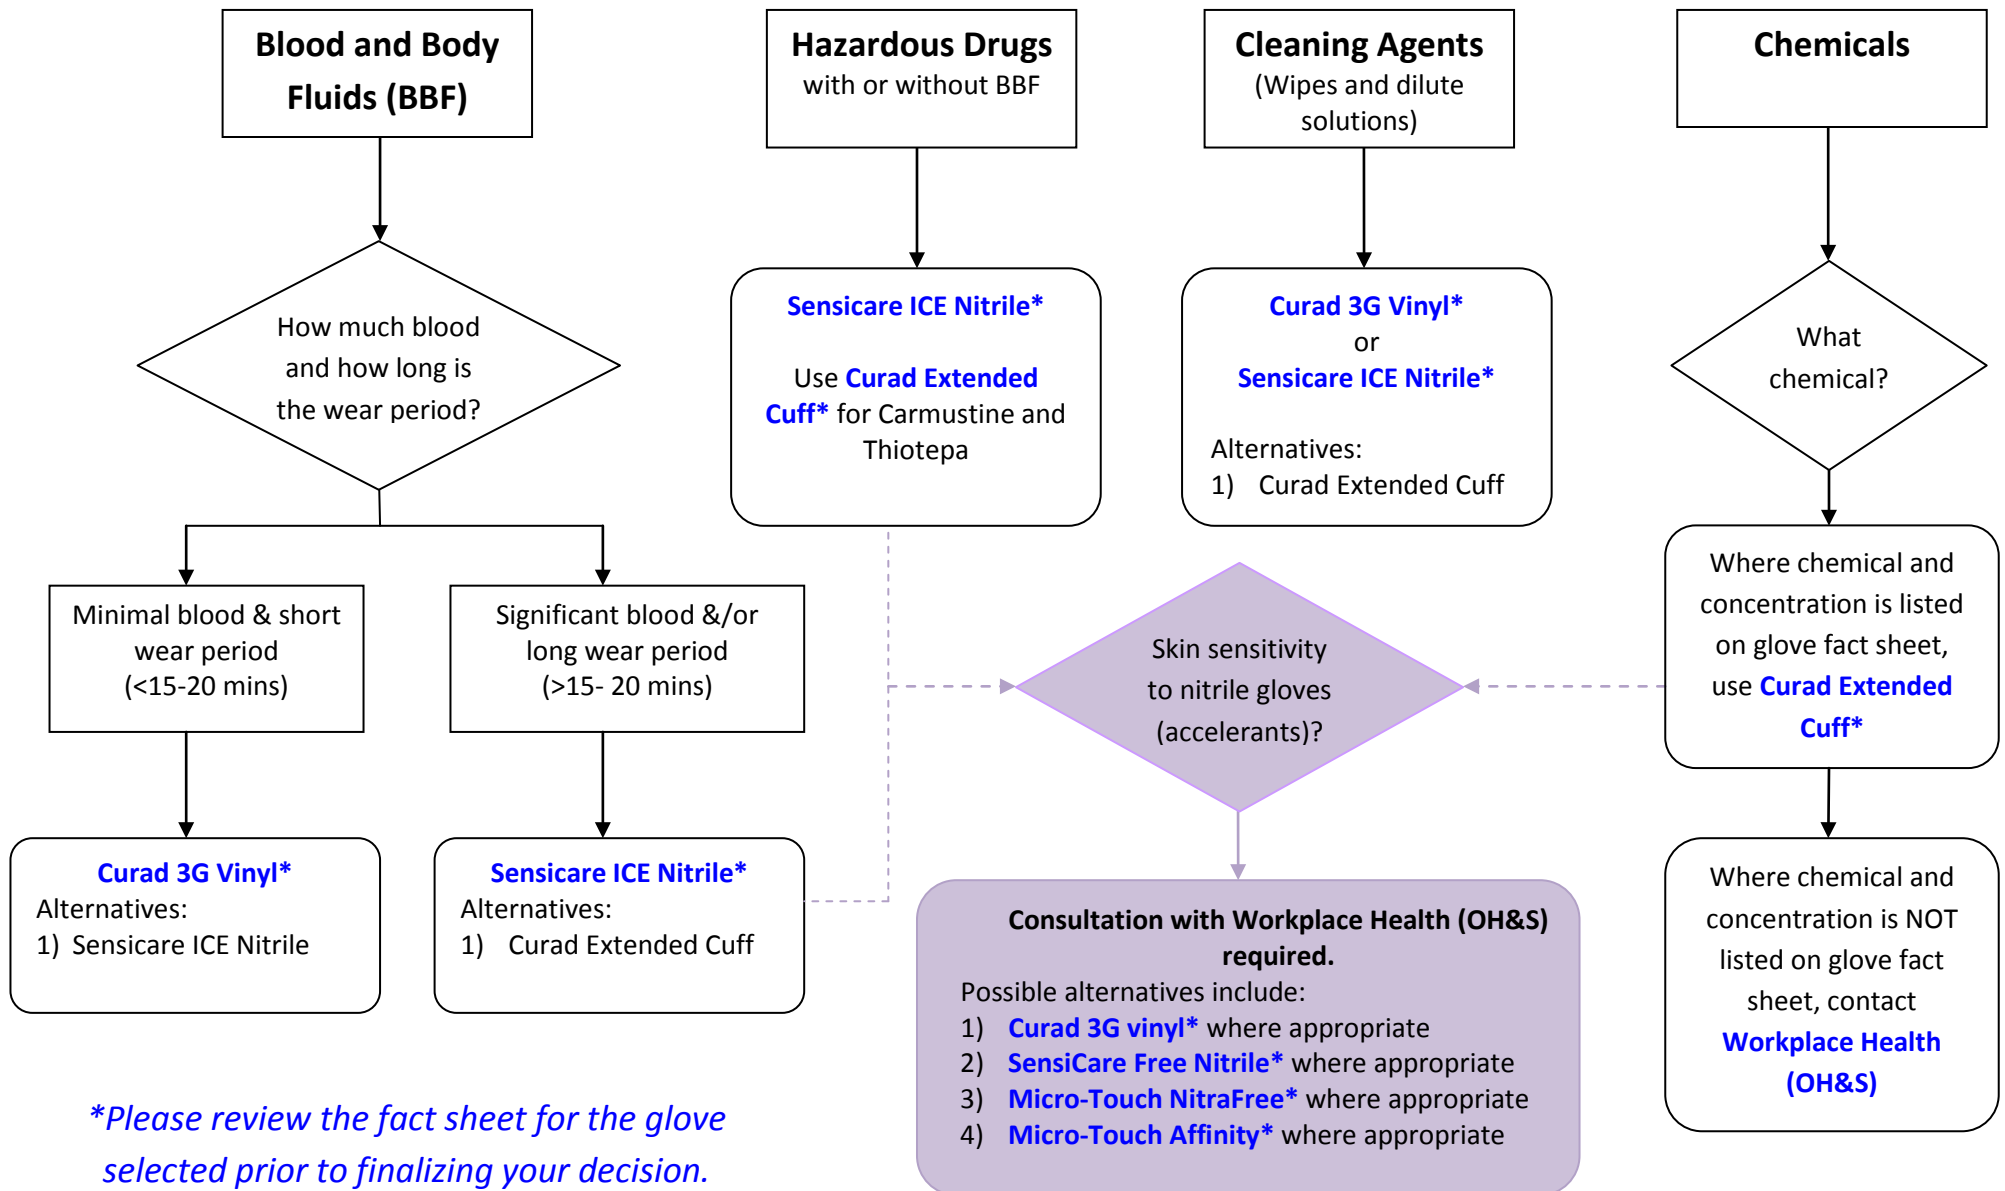 Blood and Body
Fluids (BBF)
Hazardous Drugs
with or without BBF
Cleaning Agents
(Wipes and dilute
solutions)
Chemicals
How much blood
and how long is
the wear period?
Sensicare ICE Nitrile*
Use Curad Extended
Cuff* for Carmustine and
Thiotepa
Curad 3G Vinyl*
or
Sensicare ICE Nitrile*
Alternatives:
1) Curad Extended Cuff
What
chemical?
Minimal blood & short
wear period
(<15-20 mins)
Significant blood &/or
long wear period
(>15- 20 mins)
Skin sensitivity
to nitrile gloves
(accelerants)?
Where chemical and
concentration is listed
on glove fact sheet,
use Curad Extended
Cuff*
Curad 3G Vinyl*
Alternatives:
1) Sensicare ICE Nitrile
Sensicare ICE Nitrile*
Alternatives:
1) Curad Extended Cuff
Consultation with Workplace Health (OH&S)
required.
Possible alternatives include:
1) Curad 3G vinyl* where appropriate
2) SensiCare Free Nitrile* where appropriate
3) Micro-Touch NitraFree* where appropriate
4) Micro-Touch Affinity* where appropriate
Where chemical and
concentration is NOT
listed on glove fact
sheet, contact
Workplace Health
(OH&S)
*Please review the fact sheet for the glove
selected prior to finalizing your decision.